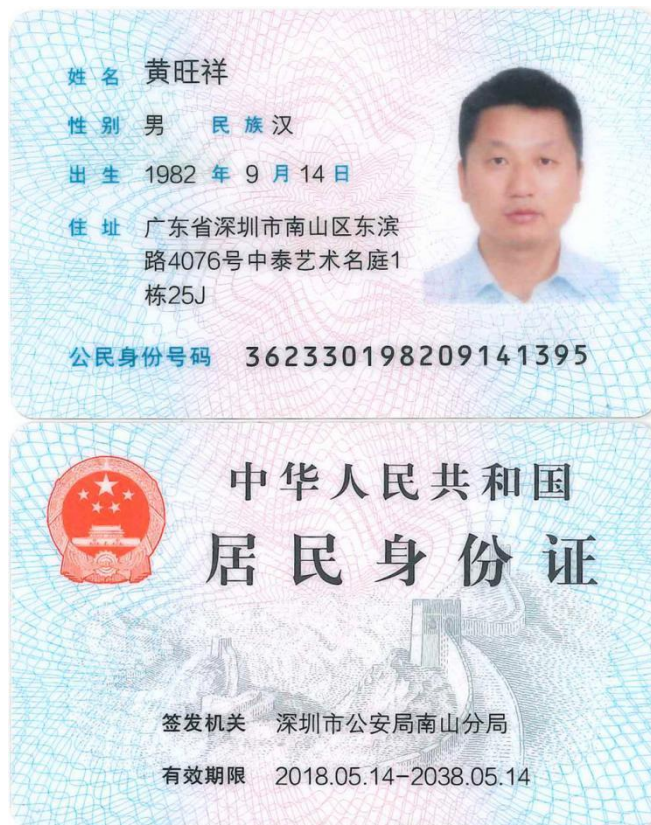 姓名 黄旺祥
性别 男 民族 汉
出生 1982 年 9 月 14 日
住址 广东省深圳市南山区东滨
路4076号中泰艺术名庭1
栋25J
公民身份号码 362330198209141395
中华人民共和国
居民身份证
签发机关 深圳市公安局南山分局
有效期限 2018.05.14-2038.05.14